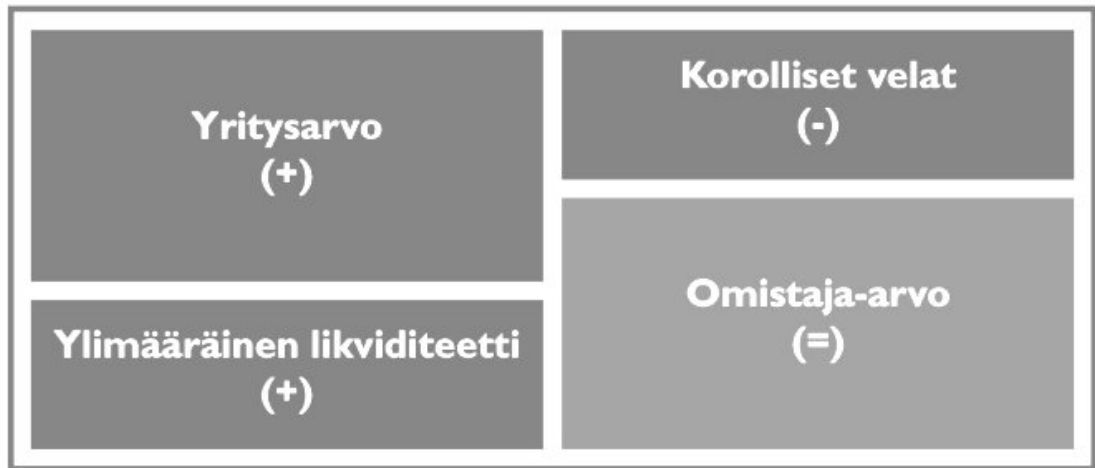 Yritysarvo
(+)
Ylimääräinen likviditeetti
(+)
Korolliset velat
(-)
Omistaja-arvo
(=)